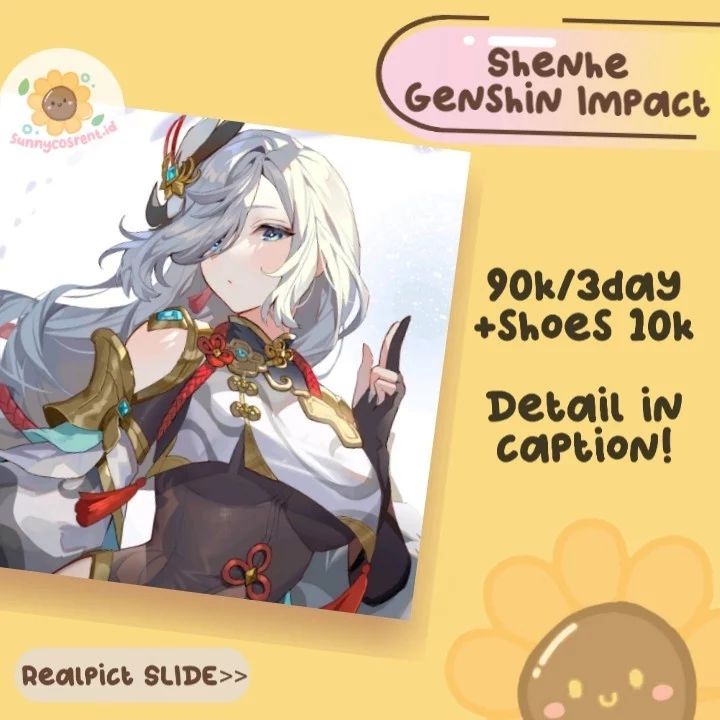 Shenhe
Genshin Impact
sunnycosrent.id
90k/3day
+Shoes 10k
Detail in
caption!
RealPict SLIDE>>